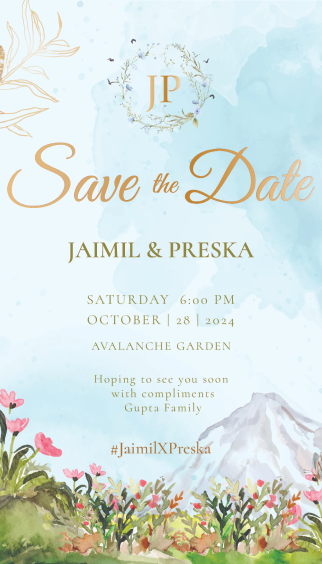 JP
Save the Date
JAIMIL & PRESKA
SATURDAY 6:00 PM
OCTOBER | 28 | 2024
AVALANCHE GARDEN
Hoping to see you soon
with compliments
Gupta Family
#JaimilXPreska